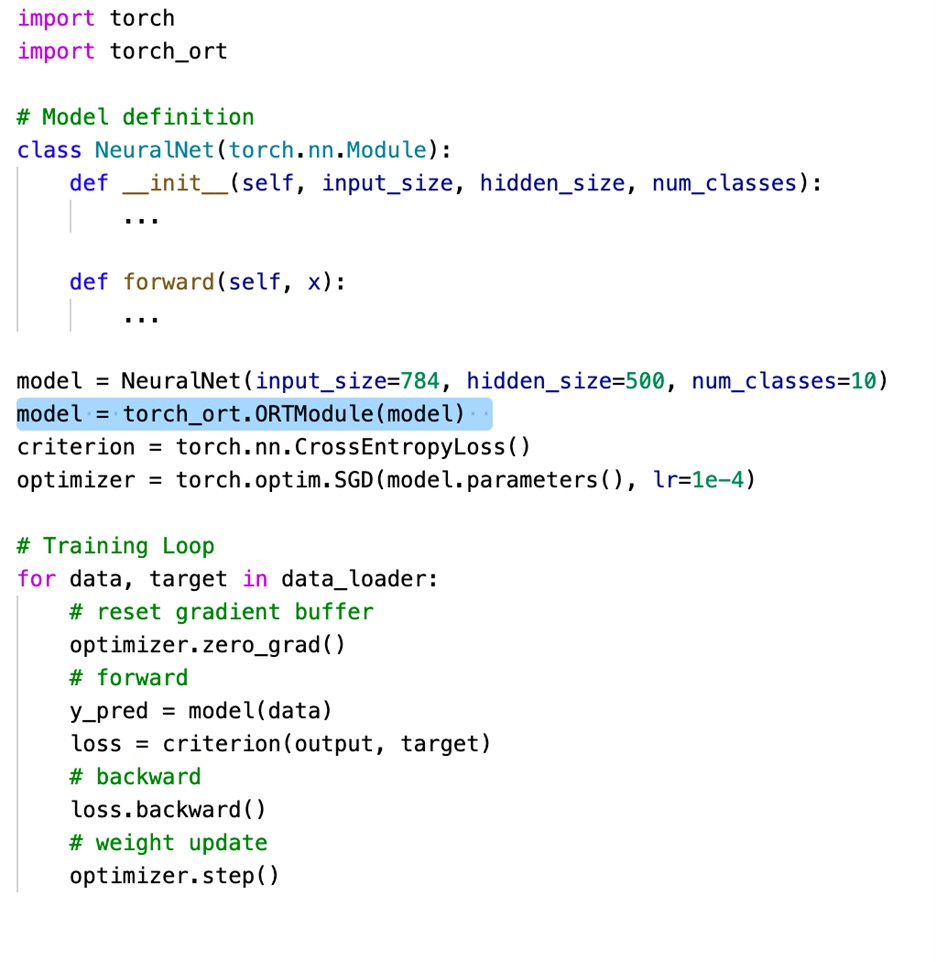 import torch
import torch_ort
# Model definition
class NeuralNet(torch.nn.Module):
    def __init__(self, input_size, hidden_size, num_classes):
        ...
    def forward(self, x):
        ...
model = NeuralNet(input_size=784, hidden_size=500, num_classes=10)
model = torch_ort.ORTModule(model)
criterion = torch.nn.CrossEntropyLoss()
optimizer = torch.optim.SGD(model.parameters(), lr=1e-4)
# Training Loop
for data, target in data_loader:
    # reset gradient buffer
    optimizer.zero_grad()
    # forward
    y_pred = model(data)
    loss = criterion(output, target)
    # backward
    loss.backward()
    # weight update
    optimizer.step()